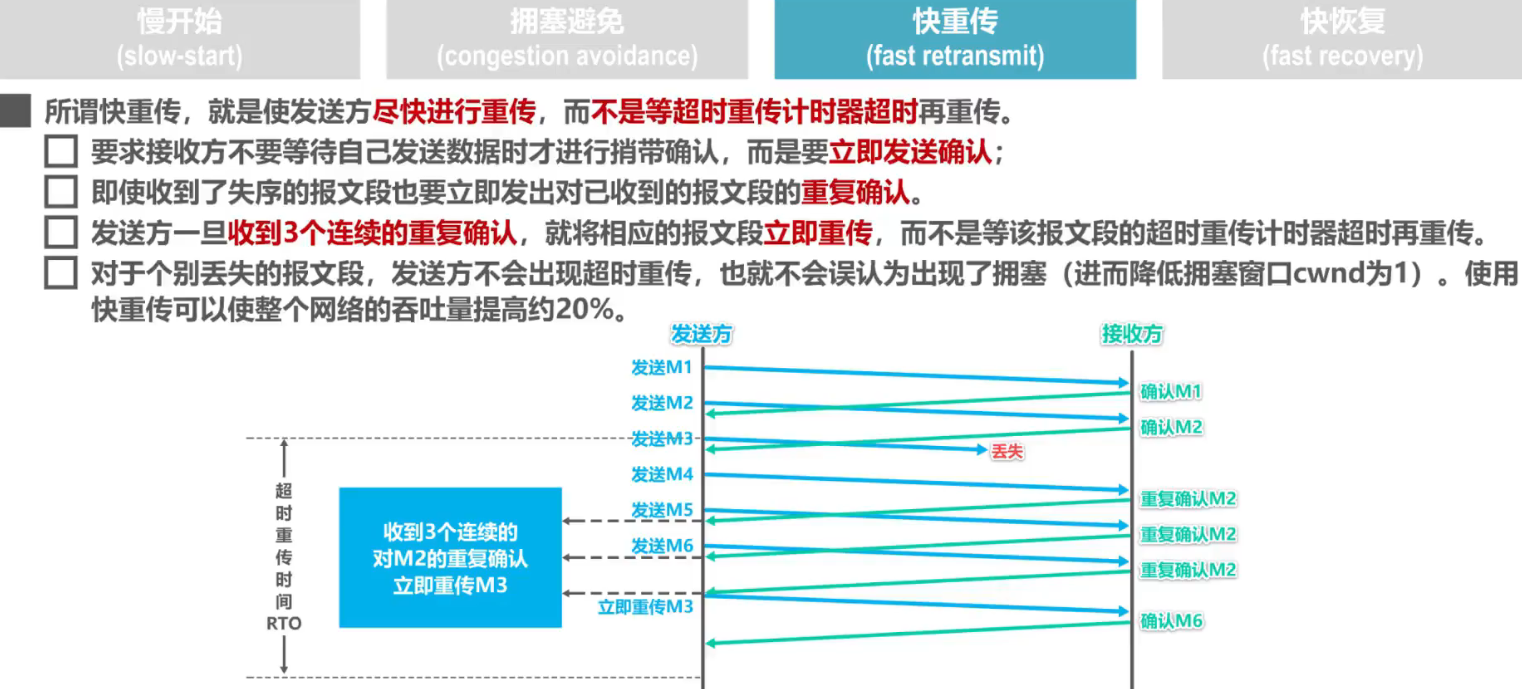 慢开始
(slow-start)
拥塞避免
(congestion avoidance)
快重传
(fast retransmit)
快恢复
(fast recovery)
所谓快重传，就是使发送方尽快进行重传，而不是等超时重传计时器超时再重传。
要求接收方不要等待自己发送数据时才进行捎带确认，而是要立即发送确认；
即使收到了失序的报文段也要立即发出对已收到的报文段的重复确认。
发送方一旦收到3个连续的重复确认，就将相应的报文段立即重传，而不是等该报文段的超时重传计时器超时再重传。
对于个别丢失的报文段，发送方不会出现超时重传，也就不会误认为出现了拥塞（进而降低拥塞窗口cwnd为1）。使用
快重传可以使整个网络的吞吐量提高约20%。
发送方
接收方
发送M1
确认M1
发送M2
确认M2
发送M3
丢失
发送M4
重复确认M2
发送M5
重复确认M2
发送M6
重复确认M2
立即重传M3
确认M6
超
时
重
传
时
间
RTO
收到3个连续的
对M2的重复确认
立即重传M3